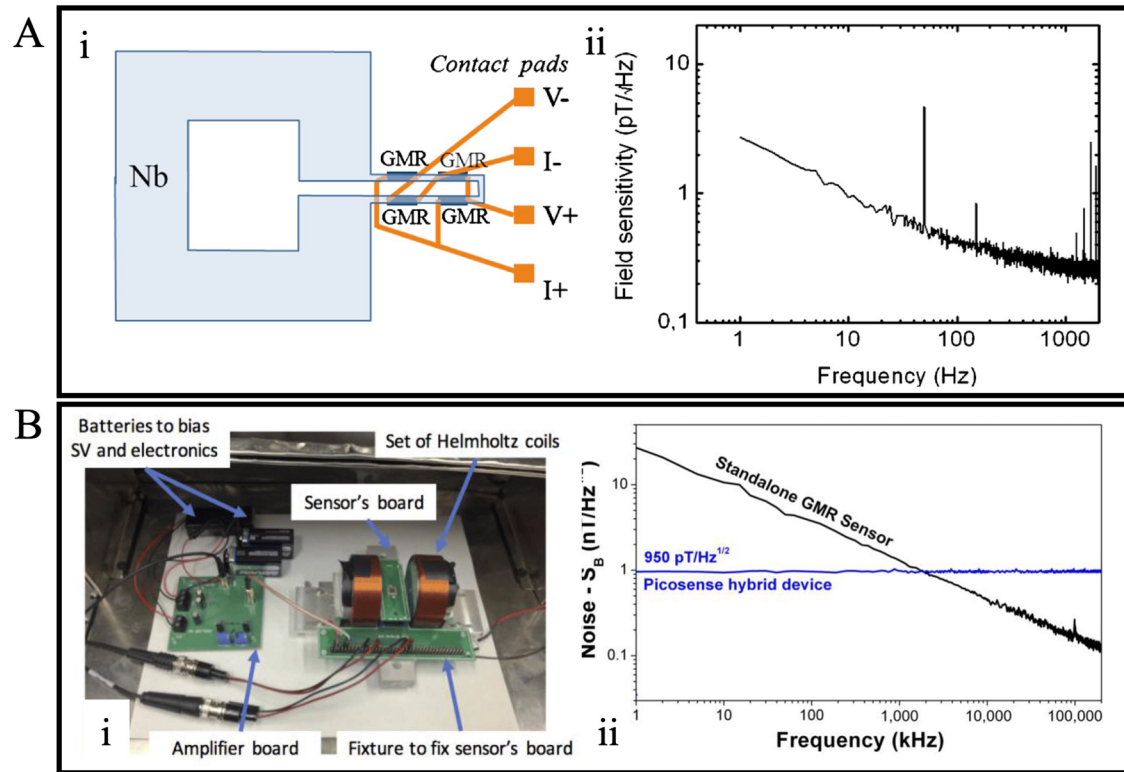 A
i
Contact pads
V-
I-
V+
I+
Nb
GMR GMR
GMR GMR
ii
Field sensitivity (pT/√Hz)
10
1
0,1
1 10 100 1000
Frequency (Hz)
B
Batteries to bias
SV and electronics
Set of Helmholtz coils
Sensor's board
Amplifier board
Fixture to fix sensor's board
i
ii
Noise - S_B (nT/Hz
10
1
0.1
Standalone GMR Sensor
950 pT/Hz^1/2
Picosense hybrid device
1 10 100 1,000 10,000 100,000
Frequency (kHz)